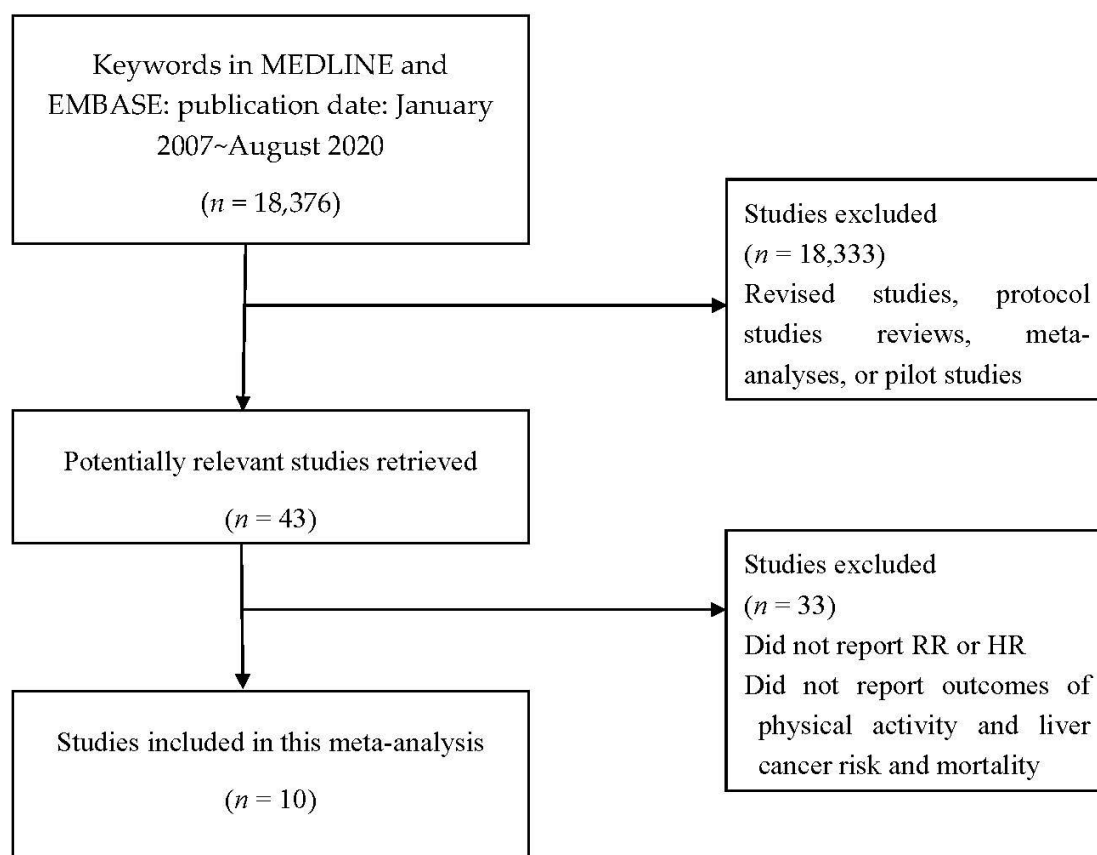 Keywords in MEDLINE and
EMBASE: publication date: January
2007~August 2020
(n = 18,376)
Studies excluded
(n = 18,333)
Revised studies, protocol
studies reviews, meta-
analyses, or pilot studies
Potentially relevant studies retrieved
(n = 43)
Studies excluded
(n = 33)
Did not report RR or HR
Did not report outcomes of
physical activity and liver
cancer risk and mortality
Studies included in this meta-analysis
(n = 10)